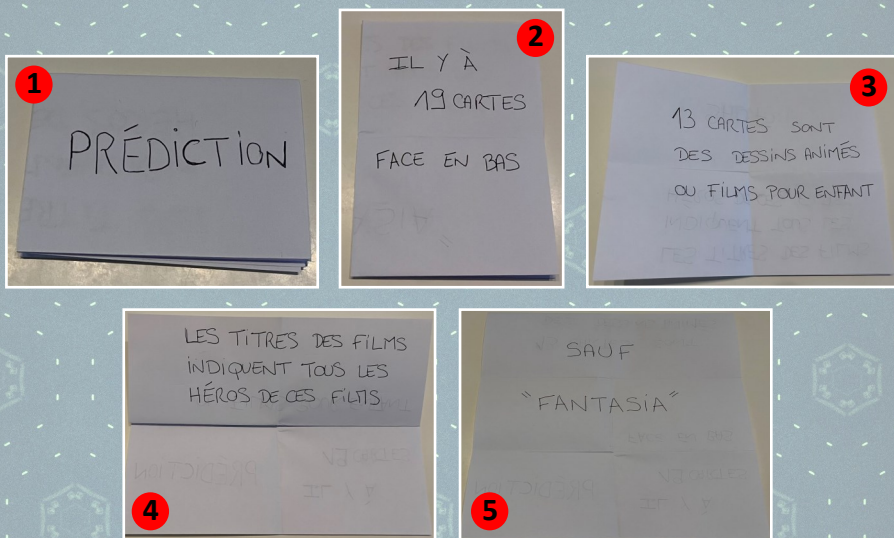 1
PRÉDICTION
2
IL Y À
19 CARTES
FACE EN BAS
3
13 CARTES SONT
DES DESSINS ANIMÉS
OU FILMS POUR ENFANT
4
LES TITRES DES FILMS
INDIQUENT TOUS LES
HÉROS DE CES FILMS
5
SAUF
"FANTASIA"